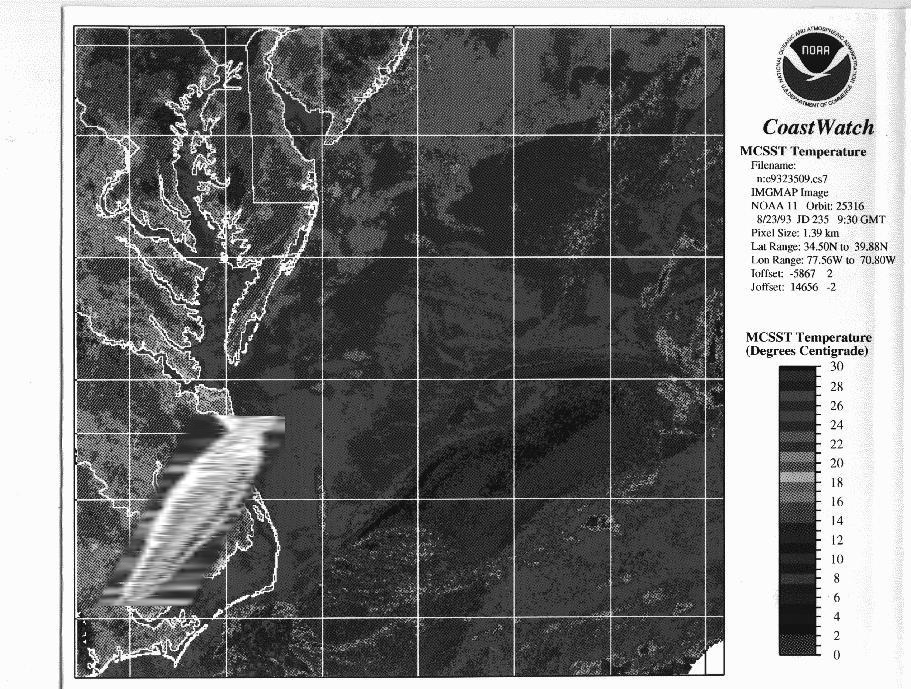 NATIONAL OCEANIC AND ATMOSPHERIC ADMINISTRATION
U.S. DEPARTMENT OF COMMERCE
NOAA
CoastWatch
MCSST Temperature
Filename:
n:c9323509.cs7
IMGMAP Image
NOAA 11 Orbit: 25316
8/23/93 JD 235 9:30 GMT
Pixel Size: 1.39 km
Lat Range: 34.50N to 39.88N
Lon Range: 77.56W to 70.80W
Ioffset: -5867 2
Joffset: 14656 -2
MCSST Temperature
(Degrees Centigrade)
30
28
26
24
22
20
18
16
14
12
10
8
6
4
2
0